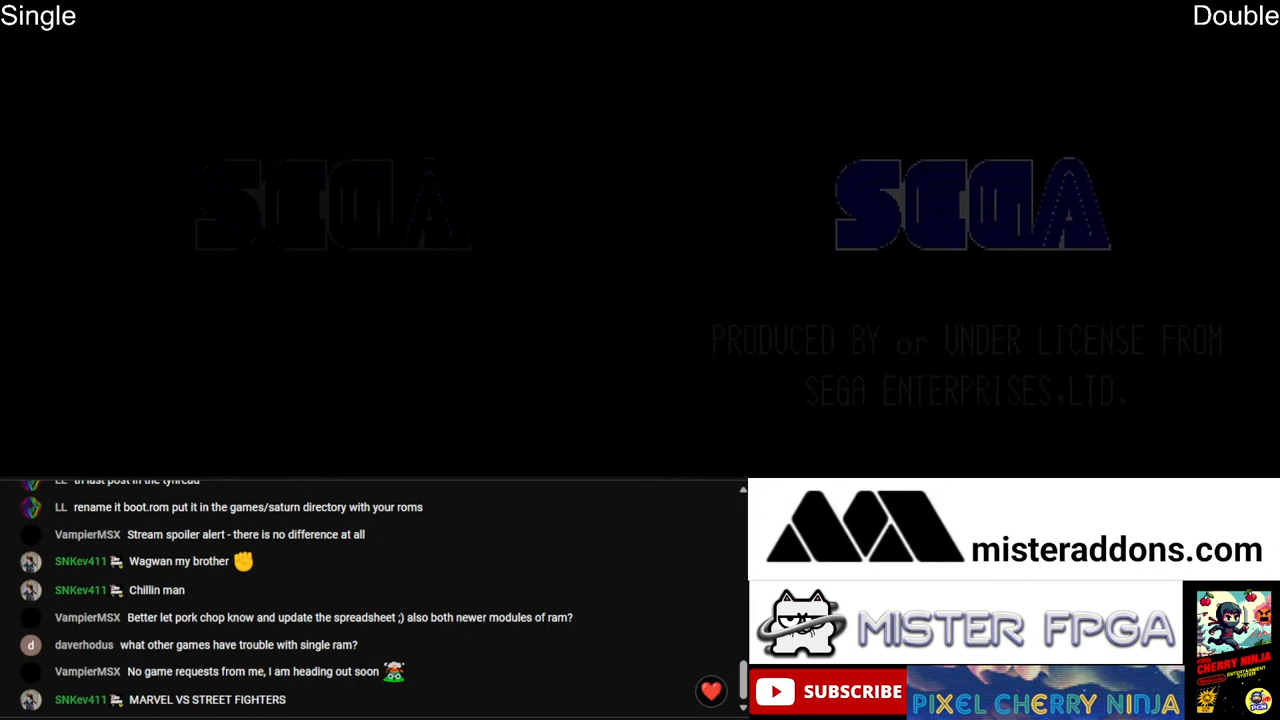 Single
Double
SEGA
SEGA
PRODUCED BY or UNDER LICENSE FROM
SEGA ENTERPRISES,LTD.
LL rename it boot.rom put it in the games/saturn directory with your roms
VampierMSX Stream spoiler alert - there is no difference at all
SNKev411 Wagwan my brother
SNKev411 Chillin man
VampierMSX Better let pork chop know and update the spreadsheet ;) also both newer modules of ram?
d daverhodus what other games have trouble with single ram?
VampierMSX No game requests from me, I am heading out soon
SNKev411 MARVEL VS STREET FIGHTERS
misteraddons.com
MISTER FPGA
SUBSCRIBE
PIXEL CHERRY NINJA
PIXEL
CHERRY NINJA
ENTERTAINMENT
SYSTEM